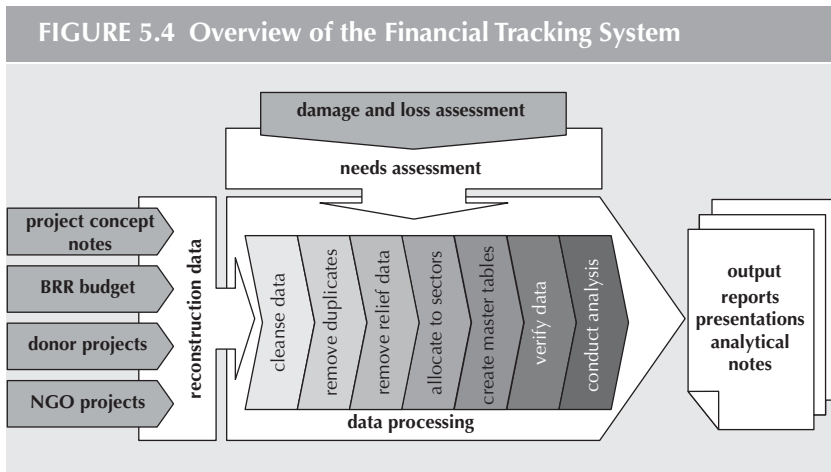 FIGURE 5.4 Overview of the Financial Tracking System
damage and loss assessment
needs assessment
project concept
notes
BRR budget
donor projects
NGO projects
reconstruction data
cleanse data
remove duplicates
remove relief data
allocate to sectors
create master tables
verify data
conduct analysis
data processing
output
reports
presentations
analytical
notes